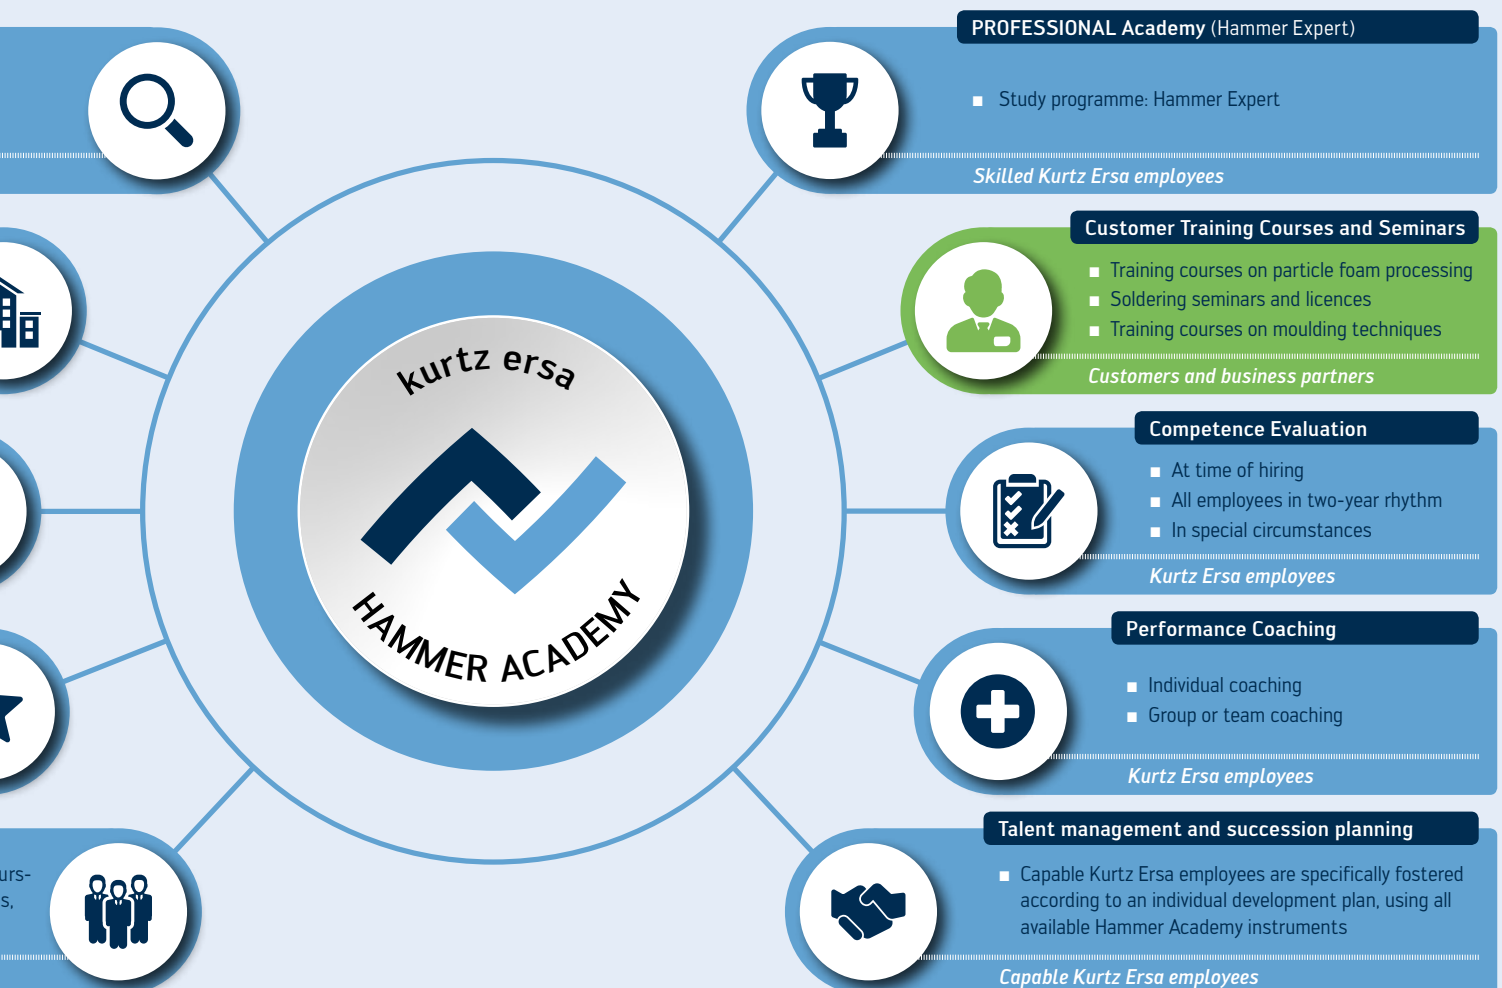 PROFESSIONAL Academy (Hammer Expert)
Study programme: Hammer Expert
Skilled Kurtz Ersa employees
Customer Training Courses and Seminars
Training courses on particle foam processing
Soldering seminars and licences
Training courses on moulding techniques
Customers and business partners
kurtz ersa
HAMMER ACADEMY
Competence Evaluation
At time of hiring
All employees in two-year rhythm
In special circumstances
Kurtz Ersa employees
Performance Coaching
Individual coaching
Group or team coaching
Kurtz Ersa employees
Talent management and succession planning
Capable Kurtz Ersa employees are specifically fostered
according to an individual development plan, using all
available Hammer Academy instruments
Capable Kurtz Ersa employees